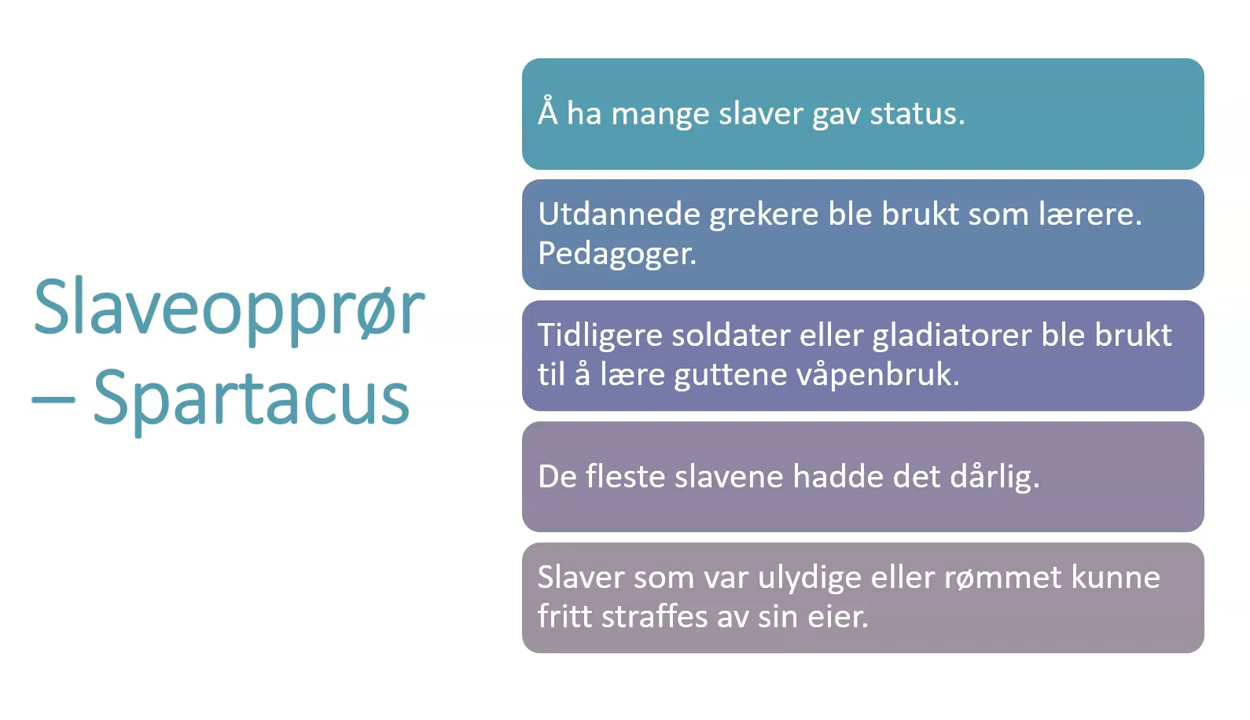 Slaveopprør
– Spartacus
Å ha mange slaver gav status.
Utdannede grekere ble brukt som lærere.
Pedagoger.
Tidligere soldater eller gladiatorer ble brukt
til å lære guttene våpenbruk.
De fleste slavene hadde det dårlig.
Slaver som var ulydige eller rømmet kunne
fritt straffes av sin eier.